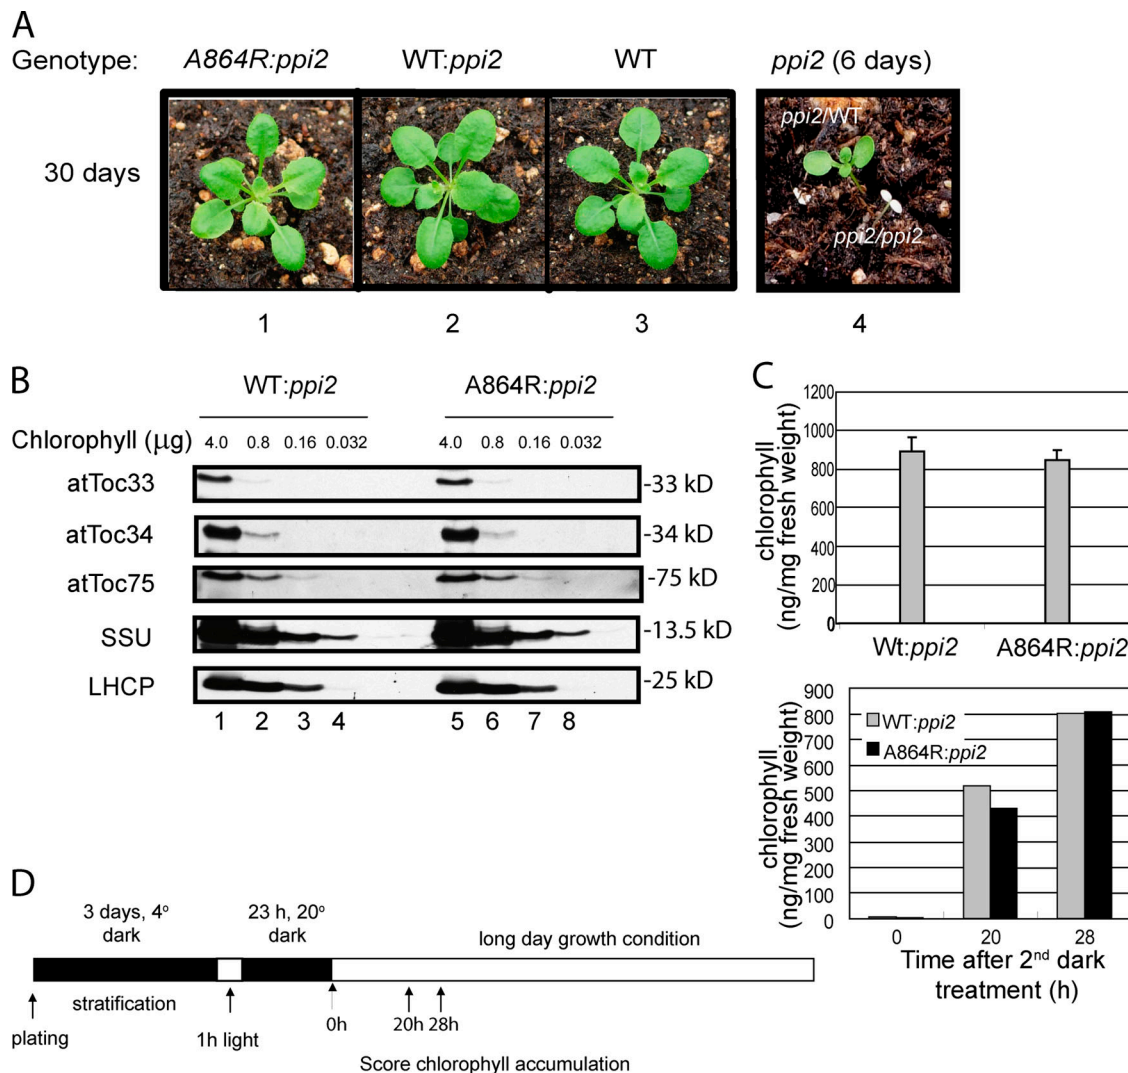 A
Genotype: A864R:ppi2 WT:ppi2 WT ppi2 (6 days)
30 days
ppi2/WT
ppi2/ppi2
1 2 3 4
B
WT:ppi2 A864R:ppi2
Chlorophyll (µg) 4.0 0.8 0.16 0.032 4.0 0.8 0.16 0.032
atToc33 -33 kD
atToc34 -34 kD
atToc75 -75 kD
SSU -13.5 kD
LHCP -25 kD
1 2 3 4 5 6 7 8
C
chlorophyll
(ng/mg fresh weight)
1200
1000
800
600
400
200
0
Wt:ppi2 A864R:ppi2
chlorophyll
(ng/mg fresh weight)
900
800
700
600
500
400
300
200
100
0
WT:ppi2
A864R:ppi2
0 20 28
Time after 2nd dark
treatment (h)
D
3 days, 4°
dark
23 h, 20°
dark
long day growth condition
stratification
plating
1h light
0h
20h
28h
Score chlorophyll accumulation